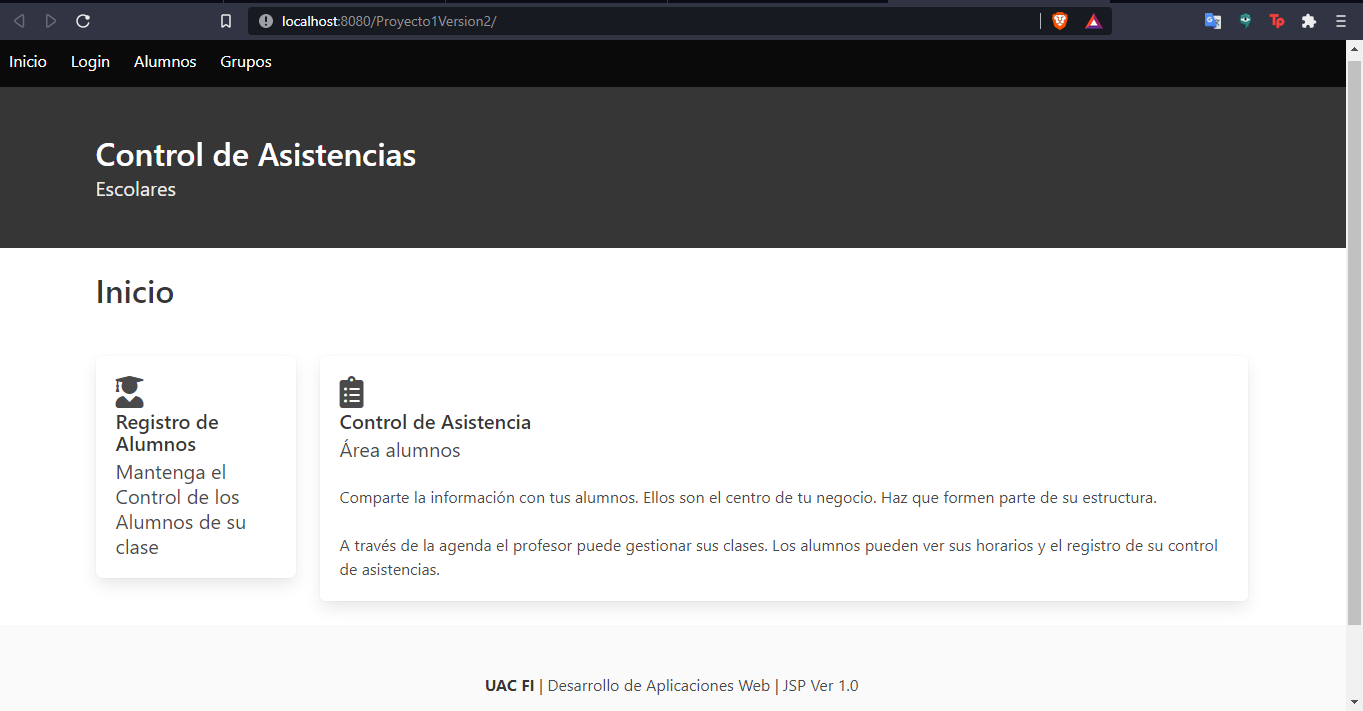 localhost:8080/Proyecto1Version2/
Inicio Login Alumnos Grupos
Control de Asistencias
Escolares
Inicio
Registro de
Alumnos
Mantenga el
Control de los
Alumnos de su
clase
Control de Asistencia
Área alumnos
Comparte la información con tus alumnos. Ellos son el centro de tu negocio. Haz que formen parte de su estructura.
A través de la agenda el profesor puede gestionar sus clases. Los alumnos pueden ver sus horarios y el registro de su control
de asistencias.
UAC FI | Desarrollo de Aplicaciones Web | JSP Ver 1.0